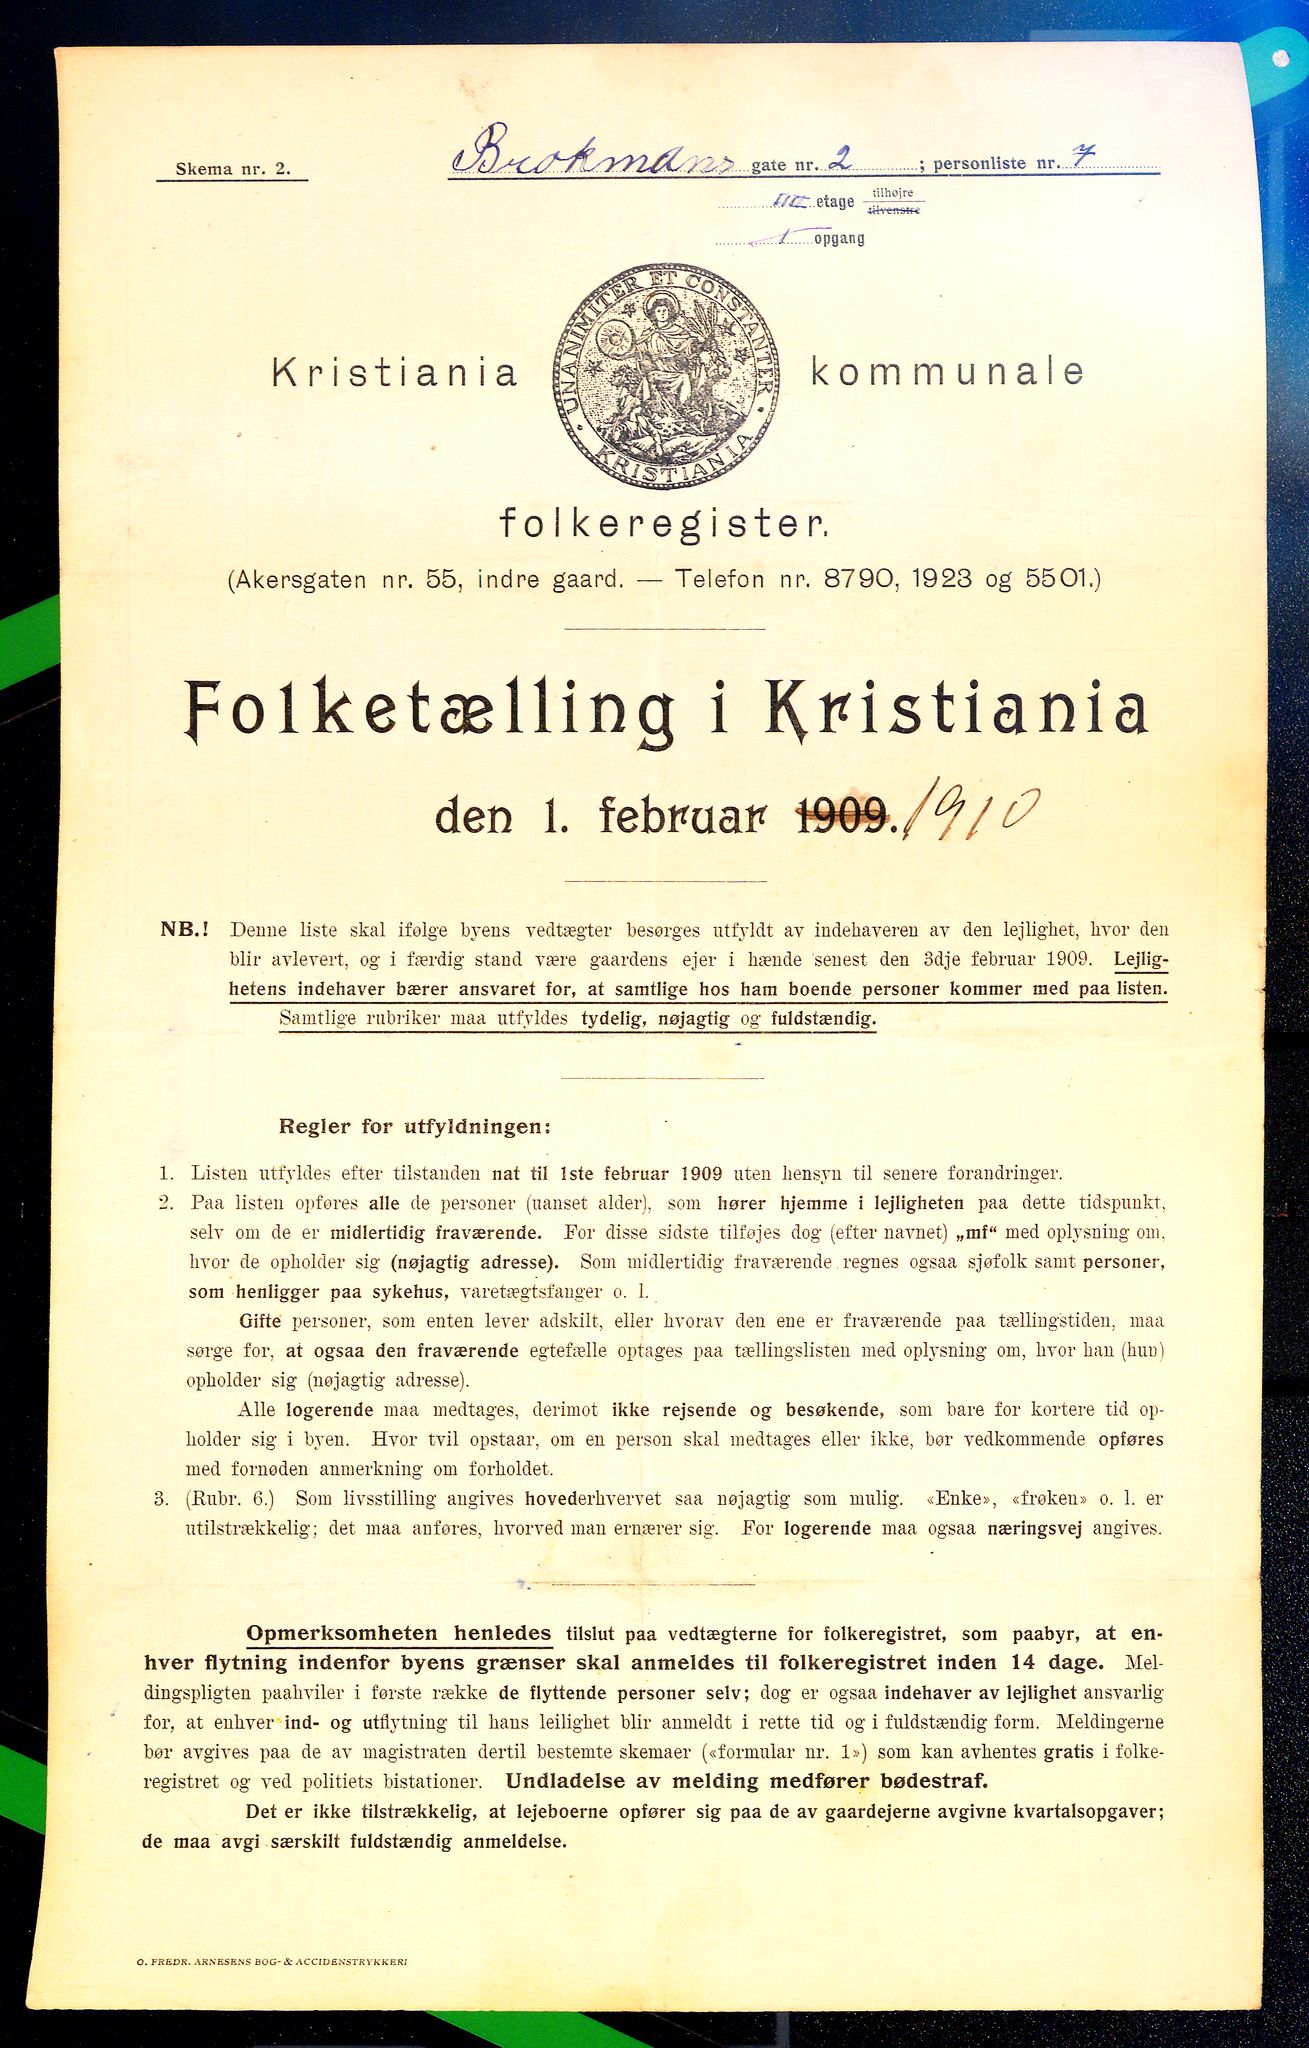 Skema nr. 2.
Brokmans gate nr. 2 ; personliste nr. 7
III etage tilhøjre
tilvenstre
1 opgang
UNANIMITER ET CONSTANTER · KRISTIANIA ·
Kristiania kommunale
folkeregister.
(Akersgaten nr. 55, indre gaard. — Telefon nr. 8790, 1923 og 5501.)
Folketælling i Kristiania
den 1. februar 1909. 1910
NB.! Denne liste skal ifølge byens vedtægter besørges utfyldt av indehaveren av den lejlighet, hvor den
blir avlevert, og i færdig stand være gaardens ejer i hænde senest den 3dje februar 1909. Lejlig-
hetens indehaver bærer ansvaret for, at samtlige hos ham boende personer kommer med paa listen.
Samtlige rubriker maa utfyldes tydelig, nøjagtig og fuldstændig.
Regler for utfyldningen:
1. Listen utfyldes efter tilstanden nat til 1ste februar 1909 uten hensyn til senere forandringer.
2. Paa listen opføres alle de personer (uanset alder), som hører hjemme i lejligheten paa dette tidspunkt,
selv om de er midlertidig fraværende. For disse sidste tilføjes dog (efter navnet) „mf“ med oplysning om,
hvor de opholder sig (nøjagtig adresse). Som midlertidig fraværende regnes ogsaa sjøfolk samt personer,
som henligger paa sykehus, varetægtsfanger o. l.
Gifte personer, som enten lever adskilt, eller hvorav den ene er fraværende paa tællingstiden, maa
sørge for, at ogsaa den fraværende egtefælle optages paa tællingslisten med oplysning om, hvor han (hun)
opholder sig (nøjagtig adresse).
Alle logerende maa medtages, derimot ikke rejsende og besøkende, som bare for kortere tid op-
holder sig i byen. Hvor tvil opstaar, om en person skal medtages eller ikke, bør vedkommende opføres
med fornøden anmerkning om forholdet.
3. (Rubr. 6.) Som livsstilling angives hovederhvervet saa nøjagtig som mulig. «Enke», «frøken» o. l. er
utilstrækkelig; det maa anføres, hvorved man ernærer sig. For logerende maa ogsaa næringsvej angives.
Opmerksomheten henledes tilslut paa vedtægterne for folkeregistret, som paabyr, at en-
hver flytning indenfor byens grænser skal anmeldes til folkeregistret inden 14 dage. Mel-
dingspligten paahviler i første række de flyttende personer selv; dog er ogsaa indehaver av lejlighet ansvarlig
for, at enhver ind- og utflytning til hans leilighet blir anmeldt i rette tid og i fuldstændig form. Meldingerne
bør avgives paa de av magistraten dertil bestemte skemaer («formular nr. 1») som kan avhentes gratis i folke-
registret og ved politiets bistationer. Undladelse av melding medfører bødestraf.
Det er ikke tilstrækkelig, at lejeboerne opfører sig paa de av gaardejerne avgivne kvartalsopgaver;
de maa avgi særskilt fuldstændig anmeldelse.
O. FREDR. ARNESENS BOG- & ACCIDENSTRYKKERI